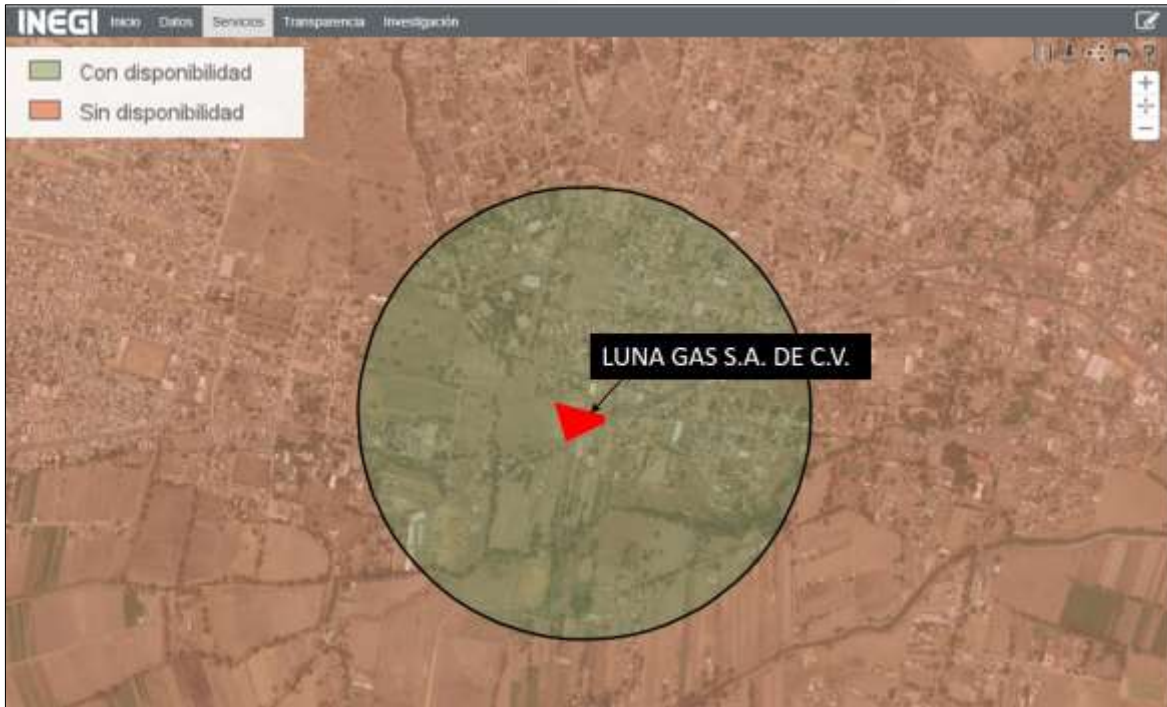 INEGI Inicio Datos Servicios Transparencia Investigación
Con disponibilidad
Sin disponibilidad
LUNA GAS S.A. DE C.V.